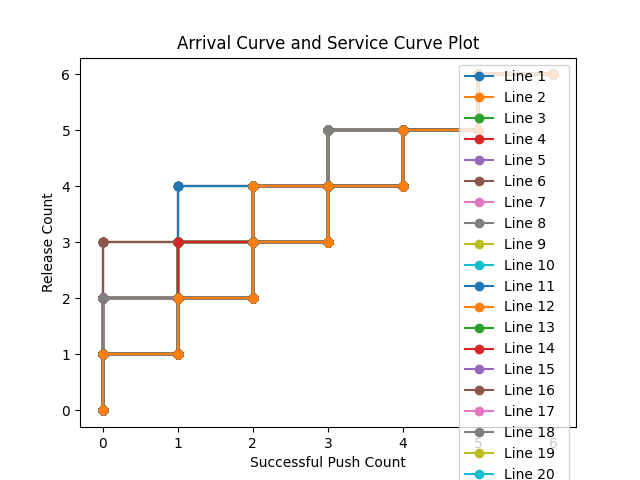 Arrival Curve and Service Curve Plot
Release Count
6
5
4
3
2
1
0
0 1 2 3 4 5 6
Successful Push Count
Line 1
Line 2
Line 3
Line 4
Line 5
Line 6
Line 7
Line 8
Line 9
Line 10
Line 11
Line 12
Line 13
Line 14
Line 15
Line 16
Line 17
Line 18
Line 19
Line 20